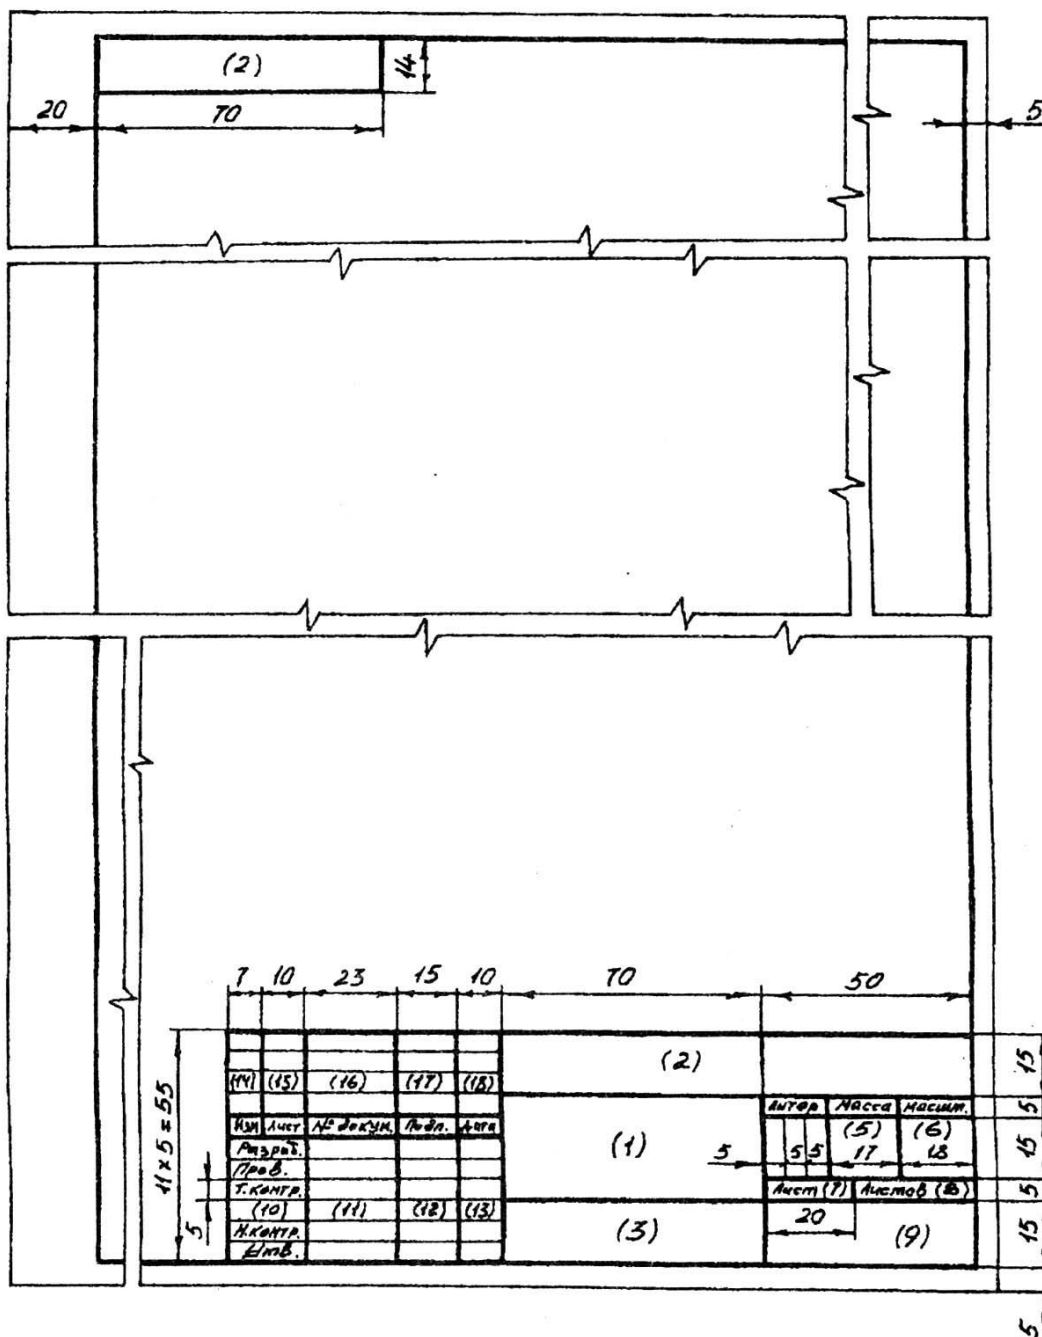 (2)
14
20
70
5
7 10 23 15 10 70 50
(2)
15
(14) (15) (16) (17) (18)
Литер Масса Масшт.
5
Изм Лист № докум. Подп. Дата
(5) (6)
11 x 5 = 55
Разраб.
(1)
5
5 5 17 18
15
Пров.
Т.контр.
Лист (7) Листов (8)
5
(10) (11) (12) (13)
20
5
Н.контр.
(3)
(9)
15
Утв.
5